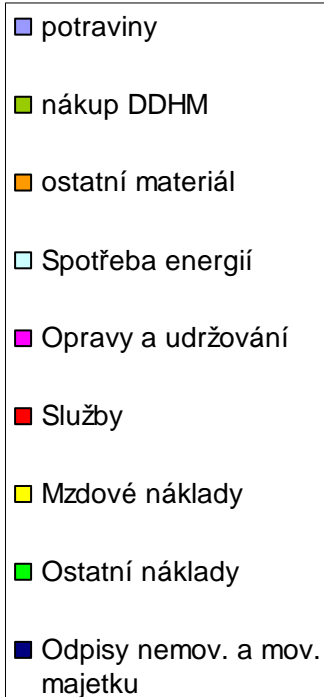 potraviny
nákup DDHM
ostatní materiál
Spotřeba energií
Opravy a udržování
Služby
Mzdové náklady
Ostatní náklady
Odpisy nemov. a mov.
majetku